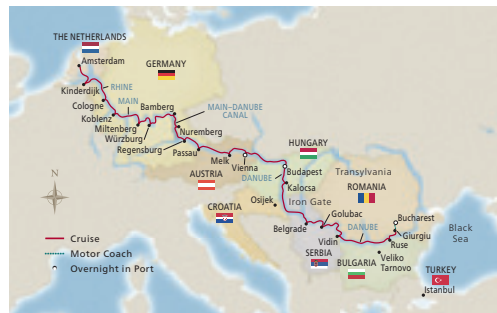 THE NETHERLANDS
Amsterdam
GERMANY
Kinderdijk
RHINE
Cologne
MAIN
Bamberg
MAIN–DANUBE
CANAL
Koblenz
Miltenberg
Würzburg
Nuremberg
Regensburg
Passau
Melk
Vienna
HUNGARY
AUSTRIA
DANUBE
Budapest
Transylvania
Kalocsa
ROMANIA
CROATIA
Osijek
Iron Gate
Golubac
Bucharest
Belgrade
DANUBE
Giurgiu
Black
Sea
Vidin
Ruse
SERBIA
BULGARIA
Veliko
Tarnovo
TURKEY
Istanbul
N
Cruise
Motor Coach
Overnight in Port